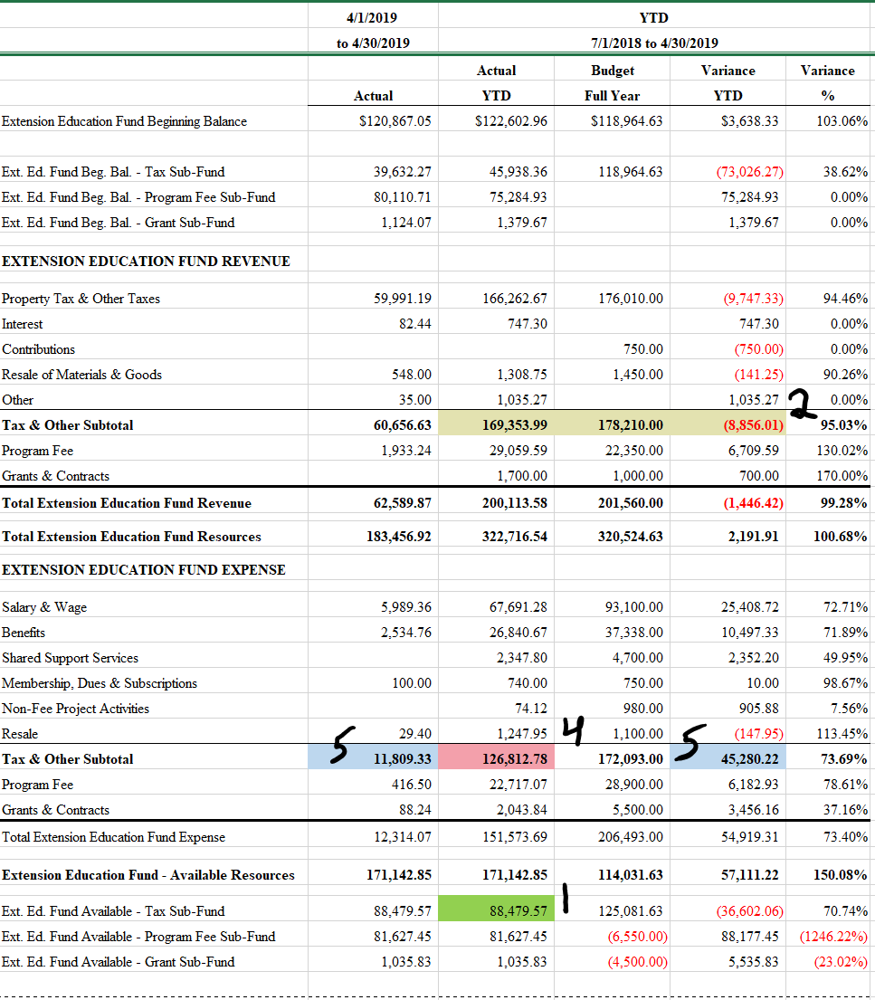 4/1/2019 YTD
to 4/30/2019 7/1/2018 to 4/30/2019
Actual Budget Variance Variance
Actual YTD Full Year YTD %
Extension Education Fund Beginning Balance $120,867.05 $122,602.96 $118,964.63 $3,638.33 103.06%
Ext. Ed. Fund Beg. Bal. - Tax Sub-Fund 39,632.27 45,938.36 118,964.63 (73,026.27) 38.62%
Ext. Ed. Fund Beg. Bal. - Program Fee Sub-Fund 80,110.71 75,284.93 75,284.93 0.00%
Ext. Ed. Fund Beg. Bal. - Grant Sub-Fund 1,124.07 1,379.67 1,379.67 0.00%
EXTENSION EDUCATION FUND REVENUE
Property Tax & Other Taxes 59,991.19 166,262.67 176,010.00 (9,747.33) 94.46%
Interest 82.44 747.30 747.30 0.00%
Contributions 750.00 (750.00) 0.00%
Resale of Materials & Goods 548.00 1,308.75 1,450.00 (141.25) 90.26%
Other 35.00 1,035.27 1,035.27 2 0.00%
Tax & Other Subtotal 60,656.63 169,353.99 178,210.00 (8,856.01) 95.03%
Program Fee 1,933.24 29,059.59 22,350.00 6,709.59 130.02%
Grants & Contracts 1,700.00 1,000.00 700.00 170.00%
Total Extension Education Fund Revenue 62,589.87 200,113.58 201,560.00 (1,446.42) 99.28%
Total Extension Education Fund Resources 183,456.92 322,716.54 320,524.63 2,191.91 100.68%
EXTENSION EDUCATION FUND EXPENSE
Salary & Wage 5,989.36 67,691.28 93,100.00 25,408.72 72.71%
Benefits 2,534.76 26,840.67 37,338.00 10,497.33 71.89%
Shared Support Services 2,347.80 4,700.00 2,352.20 49.95%
Membership, Dues & Subscriptions 100.00 740.00 750.00 10.00 98.67%
Non-Fee Project Activities 74.12 980.00 905.88 7.56%
Resale 29.40 1,247.95 4 1,100.00 (147.95) 113.45%
Tax & Other Subtotal 5 11,809.33 126,812.78 172,093.00 5 45,280.22 73.69%
Program Fee 416.50 22,717.07 28,900.00 6,182.93 78.61%
Grants & Contracts 88.24 2,043.84 5,500.00 3,456.16 37.16%
Total Extension Education Fund Expense 12,314.07 151,573.69 206,493.00 54,919.31 73.40%
Extension Education Fund - Available Resources 171,142.85 171,142.85 114,031.63 57,111.22 150.08%
Ext. Ed. Fund Available - Tax Sub-Fund 88,479.57 88,479.57 1 125,081.63 (36,602.06) 70.74%
Ext. Ed. Fund Available - Program Fee Sub-Fund 81,627.45 81,627.45 (6,550.00) 88,177.45 (1246.22%)
Ext. Ed. Fund Available - Grant Sub-Fund 1,035.83 1,035.83 (4,500.00) 5,535.83 (23.02%)